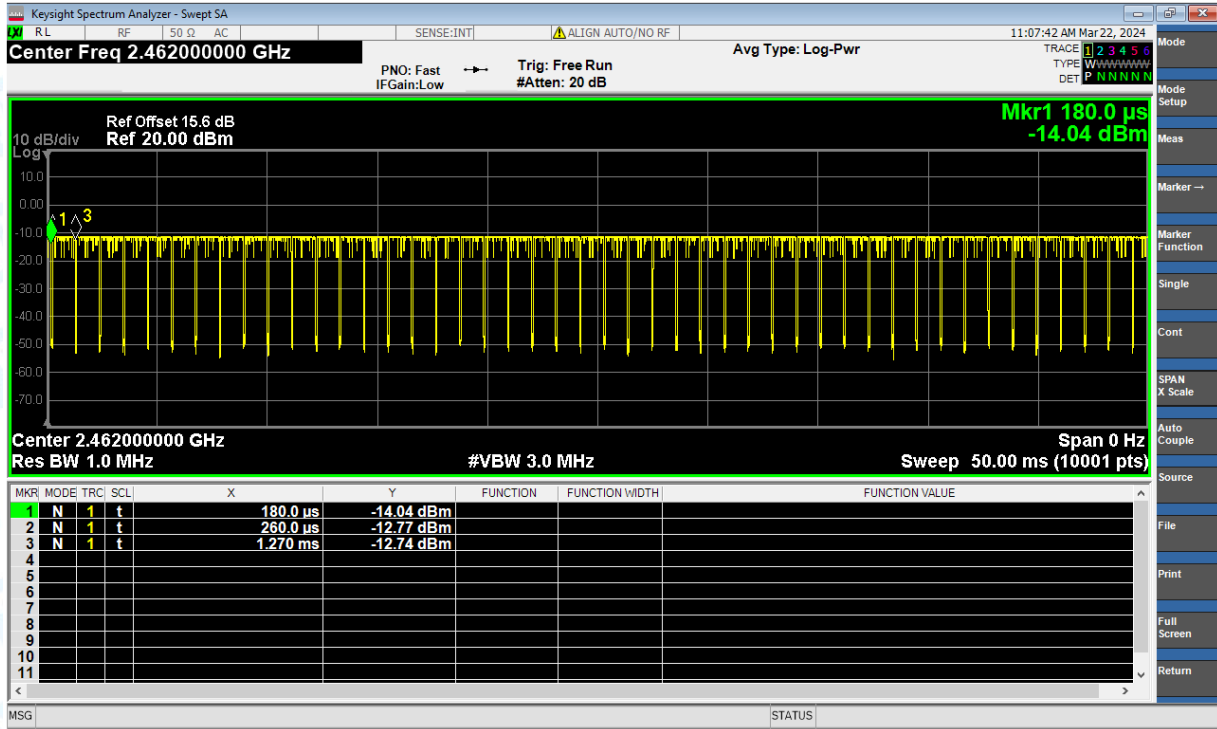 Keysight Spectrum Analyzer - Swept SA
LXI RL RF 50 Ω AC SENSE:INT ALIGN AUTO/NO RF 11:07:42 AM Mar 22, 2024
Center Freq 2.462000000 GHz
Avg Type: Log-Pwr
TRACE 1 2 3 4 5 6
PNO: Fast
Trig: Free Run
TYPE WWWWWW
IFGain:Low
#Atten: 20 dB
DET P N N N N N
Mkr1 180.0 µs
Ref Offset 15.6 dB
10 dB/div
Ref 20.00 dBm
-14.04 dBm
Log
10.0
0.00
1 3
-10.0
-20.0
-30.0
-40.0
-50.0
-60.0
-70.0
Center 2.462000000 GHz
Span 0 Hz
Res BW 1.0 MHz
#VBW 3.0 MHz
Sweep 50.00 ms (10001 pts)
MKR MODE TRC SCL X Y FUNCTION FUNCTION WIDTH FUNCTION VALUE
1 N 1 t 180.0 µs -14.04 dBm
2 N 1 t 260.0 µs -12.77 dBm
3 N 1 t 1.270 ms -12.74 dBm
4
5
6
7
8
9
10
11
MSG STATUS
Mode
Mode
Setup
Meas
Marker →
Marker
Function
Single
Cont
SPAN
X Scale
Auto
Couple
Source
File
Print
Full
Screen
Return